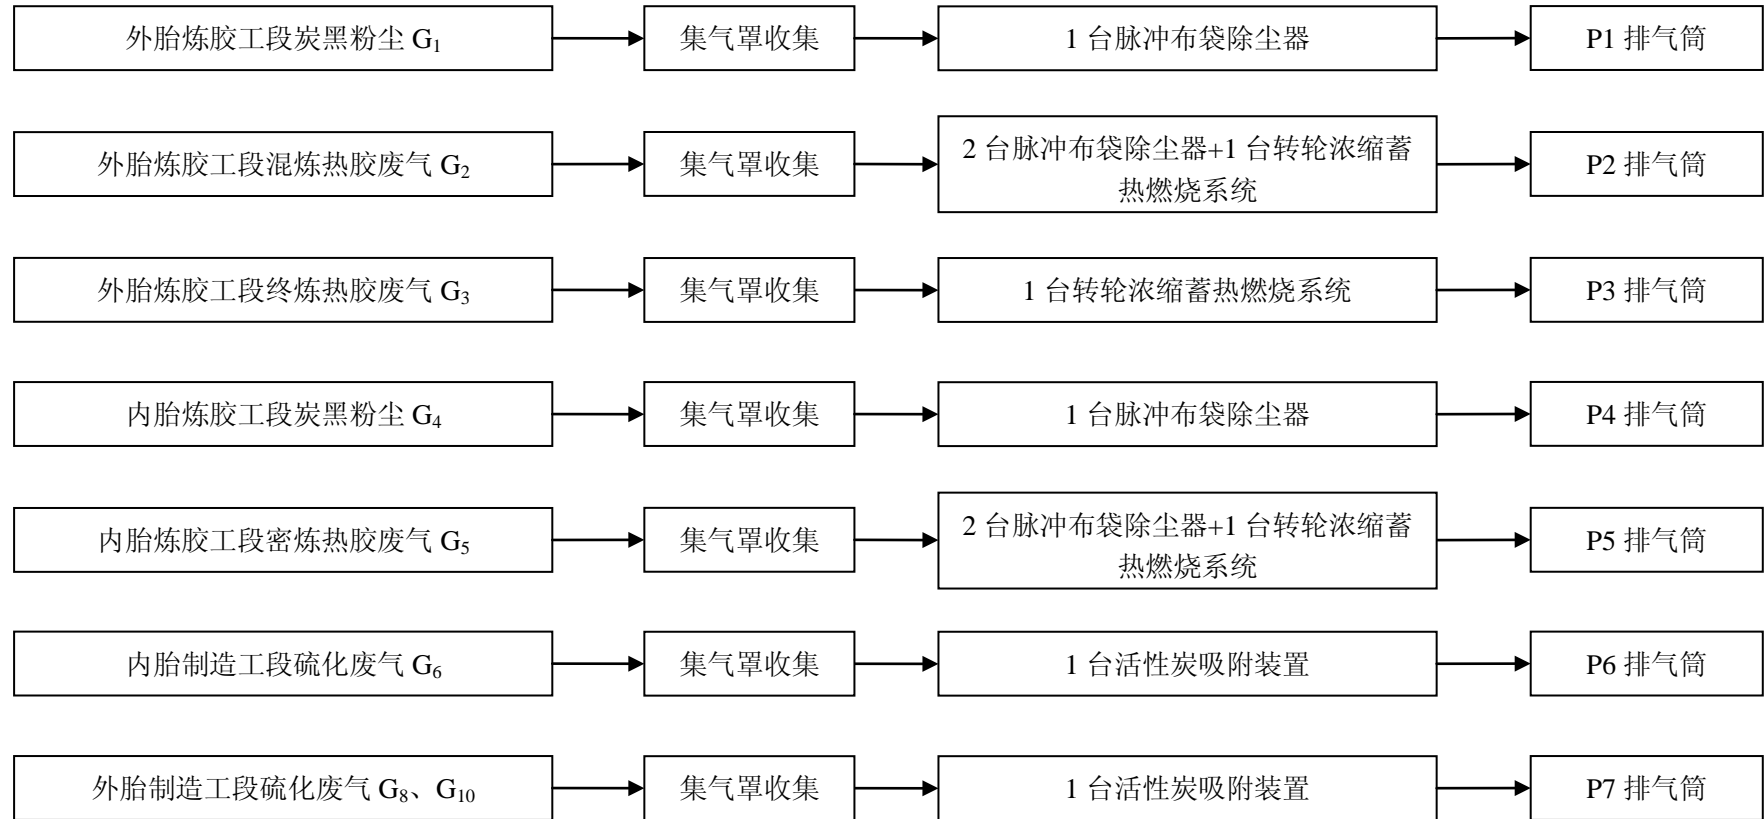 外胎炼胶工段炭黑粉尘 G₁ 集气罩收集 1 台脉冲布袋除尘器 P1 排气筒
外胎炼胶工段混炼热胶废气 G₂ 集气罩收集 2 台脉冲布袋除尘器+1 台转轮浓缩蓄
热燃烧系统 P2 排气筒
外胎炼胶工段终炼热胶废气 G₃ 集气罩收集 1 台转轮浓缩蓄热燃烧系统 P3 排气筒
内胎炼胶工段炭黑粉尘 G₄ 集气罩收集 1 台脉冲布袋除尘器 P4 排气筒
内胎炼胶工段密炼热胶废气 G₅ 集气罩收集 2 台脉冲布袋除尘器+1 台转轮浓缩蓄
热燃烧系统 P5 排气筒
内胎制造工段硫化废气 G₆ 集气罩收集 1 台活性炭吸附装置 P6 排气筒
外胎制造工段硫化废气 G₈、G₁₀ 集气罩收集 1 台活性炭吸附装置 P7 排气筒